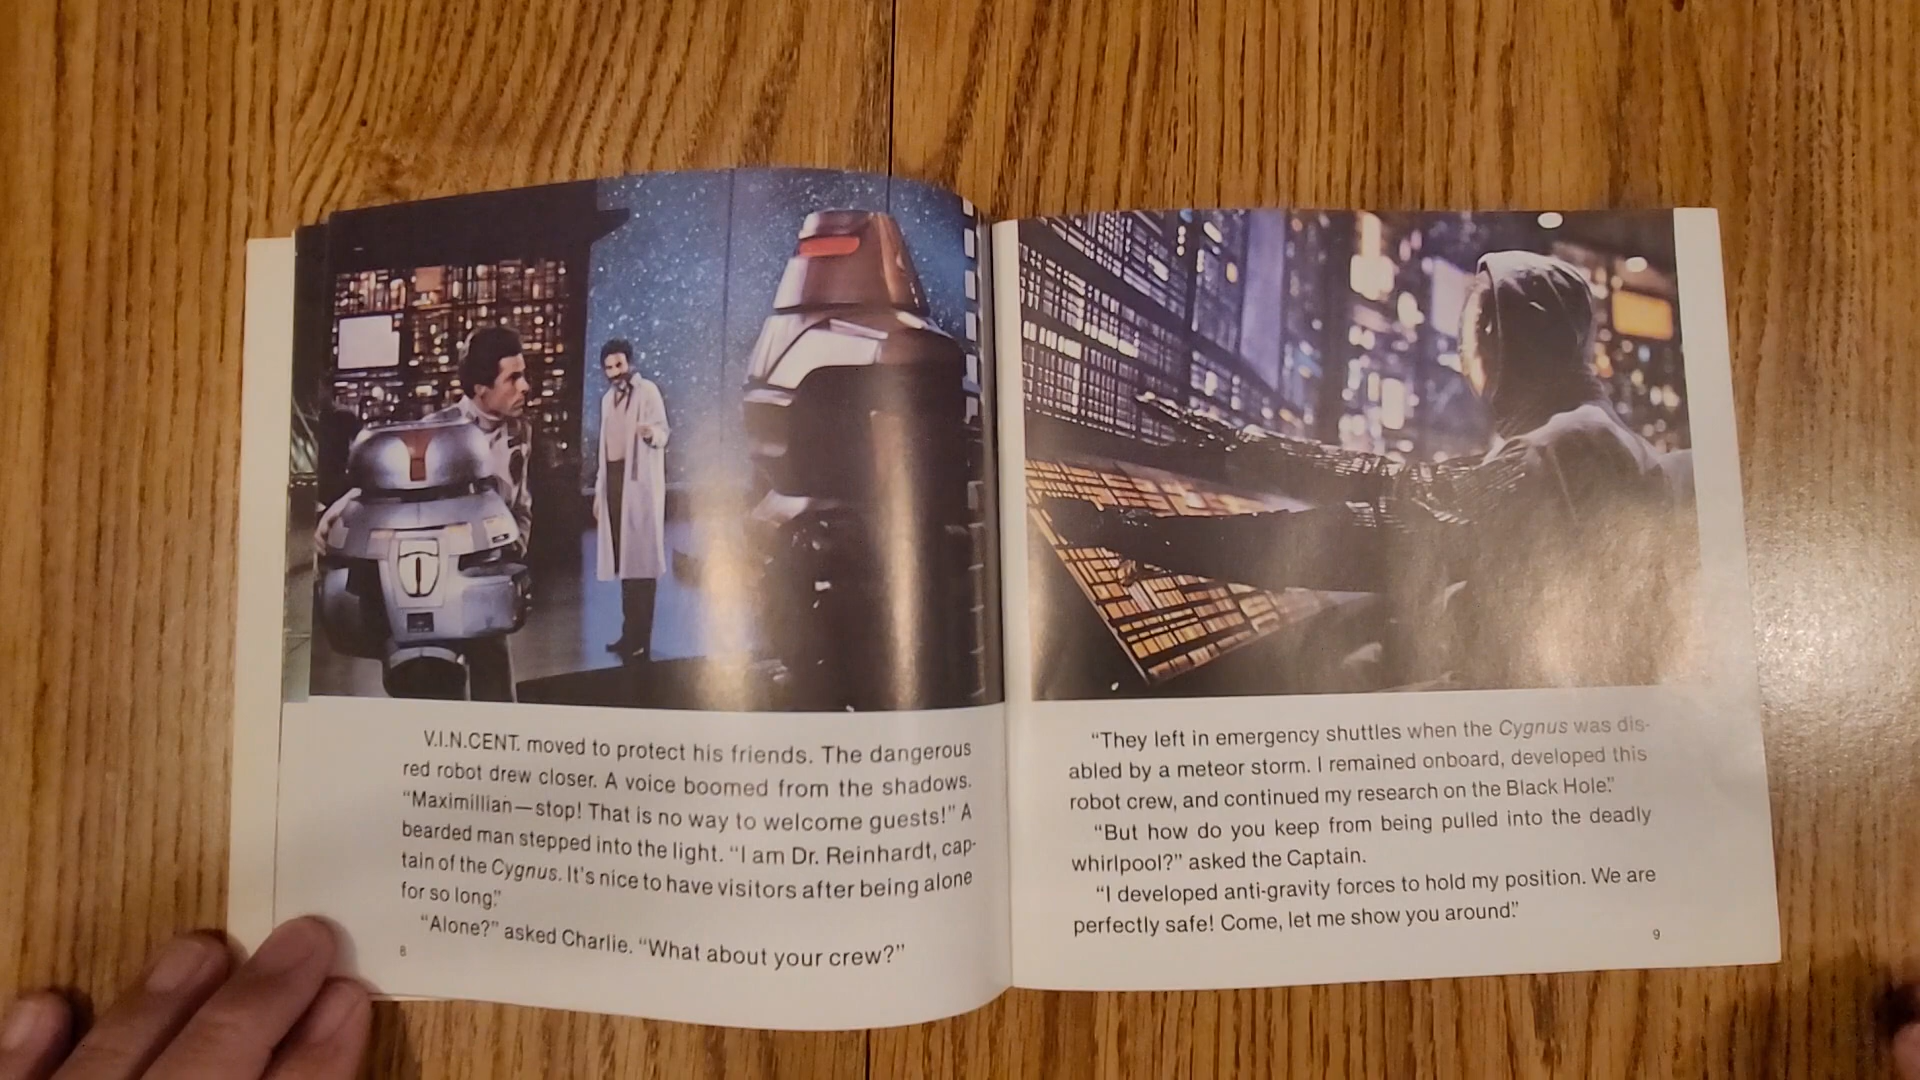 V.I.N.CENT. moved to protect his friends. The dangerous
red robot drew closer. A voice boomed from the shadows.
“Maximillian—stop! That is no way to welcome guests!” A
bearded man stepped into the light. “I am Dr. Reinhardt, cap-
tain of the Cygnus. It’s nice to have visitors after being alone
for so long.”
“Alone?” asked Charlie. “What about your crew?”
8
“They left in emergency shuttles when the Cygnus was dis-
abled by a meteor storm. I remained onboard, developed this
robot crew, and continued my research on the Black Hole.”
“But how do you keep from being pulled into the deadly
whirlpool?” asked the Captain.
“I developed anti-gravity forces to hold my position. We are
perfectly safe! Come, let me show you around.”
9